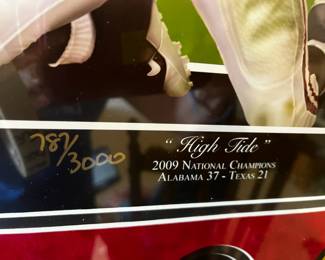 787/3000
"High Tide"
2009 National Champions
Alabama 37 - Texas 21